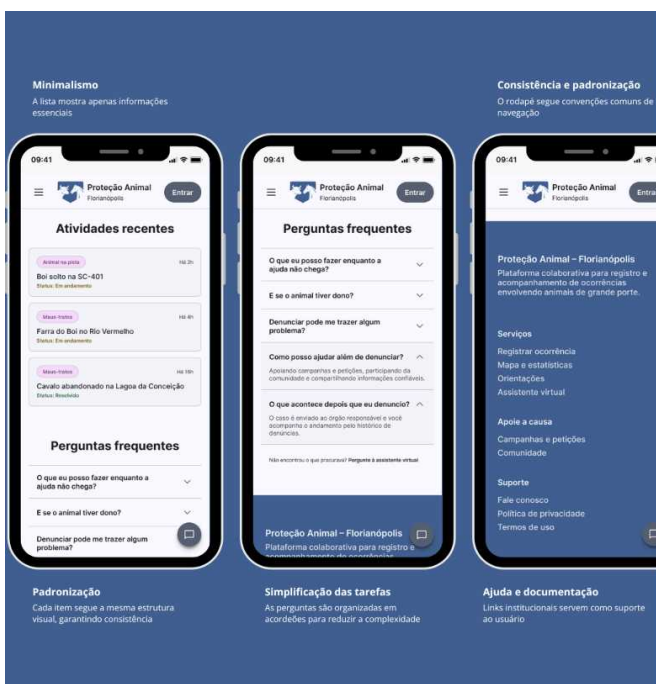 Minimalismo
A lista mostra apenas informações
essenciais
09:41
Proteção Animal
Florianópolis
Entrar
Atividades recentes
Animal na pista
Há 2h
Boi solto na SC-401
Status: Em andamento
Maus-tratos
Há 6h
Farra do Boi no Rio Vermelho
Status: Em andamento
Maus-tratos
Há 19h
Cavalo abandonado na Lagoa da Conceição
Status: Resolvido
Perguntas frequentes
O que eu posso fazer enquanto a
ajuda não chega?
E se o animal tiver dono?
Denunciar pode me trazer algum
problema?
Padronização
Cada item segue a mesma estrutura
visual, garantindo consistência
09:41
Proteção Animal
Florianópolis
Entrar
Perguntas frequentes
O que eu posso fazer enquanto a
ajuda não chega?
E se o animal tiver dono?
Denunciar pode me trazer algum
problema?
Como posso ajudar além de denunciar?
Apoiando campanhas e petições, participando da
comunidade e compartilhando informações confiáveis.
O que acontece depois que eu denuncio?
O caso é enviado ao órgão responsável e você
acompanha o andamento pelo histórico de
denúncias.
Não encontrou o que procurava? Pergunte à assistente virtual
Proteção Animal – Florianópolis
Plataforma colaborativa para registro e
acompanhamento de ocorrências
Simplificação das tarefas
As perguntas são organizadas em
acordeões para reduzir a complexidade
Consistência e padronização
O rodapé segue convenções comuns de
navegação
09:41
Proteção Animal
Florianópolis
Entrar
Proteção Animal – Florianópolis
Plataforma colaborativa para registro e
acompanhamento de ocorrências
envolvendo animais de grande porte.
Serviços
Registrar ocorrência
Mapa e estatísticas
Orientações
Assistente virtual
Apoie a causa
Campanhas e petições
Comunidade
Suporte
Fale conosco
Política de privacidade
Termos de uso
Ajuda e documentação
Links institucionais servem como suporte
ao usuário